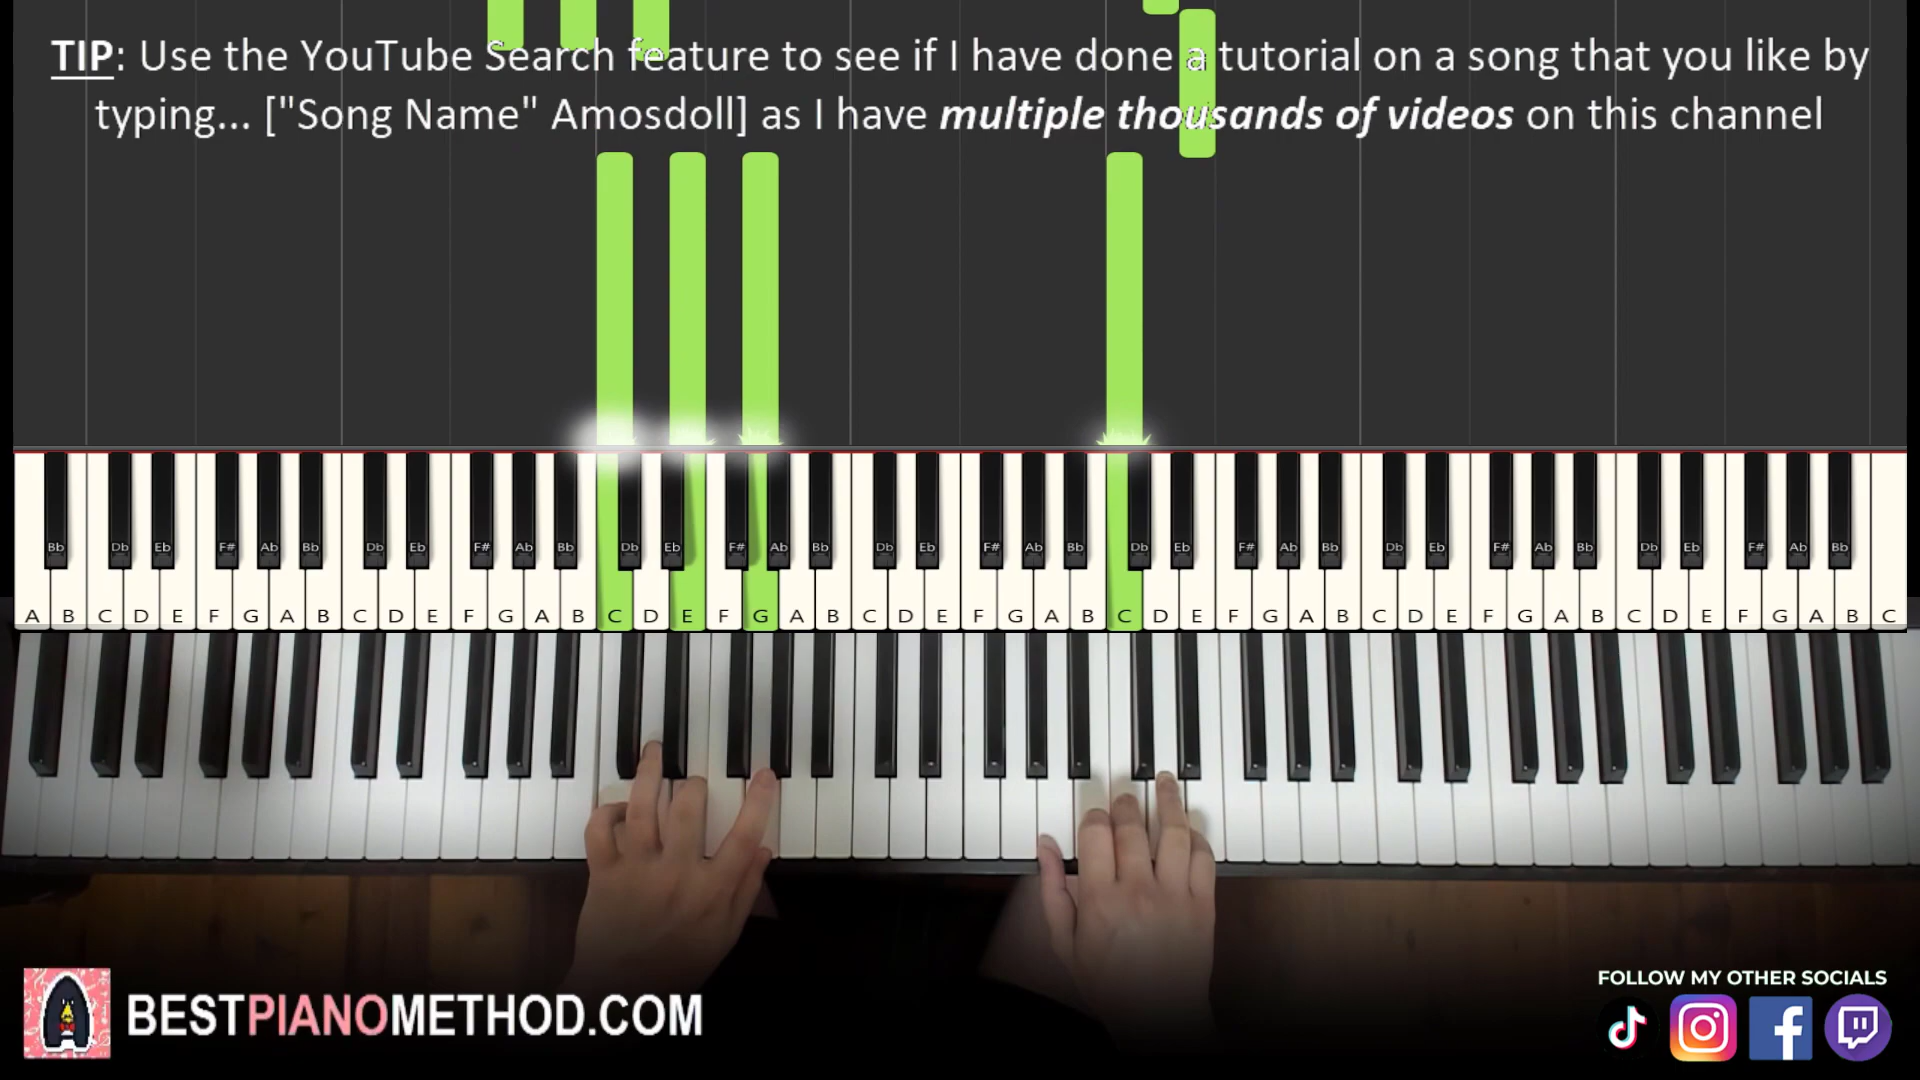 TIP: Use the YouTube Search feature to see if I have done a tutorial on a song that you like by
typing... ["Song Name" Amosdoll] as I have multiple thousands of videos on this channel
Bb Db Eb F# Ab Bb Db Eb F# Ab Bb Db Eb F# Ab Bb Db Eb F# Ab Bb Db Eb F# Ab Bb Db Eb F# Ab Bb Db Eb F# Ab Bb
A B C D E F G A B C D E F G A B C D E F G A B C D E F G A B C D E F G A B C D E F G A B C D E F G A B C
FOLLOW MY OTHER SOCIALS
BESTPIANOMETHOD.COM